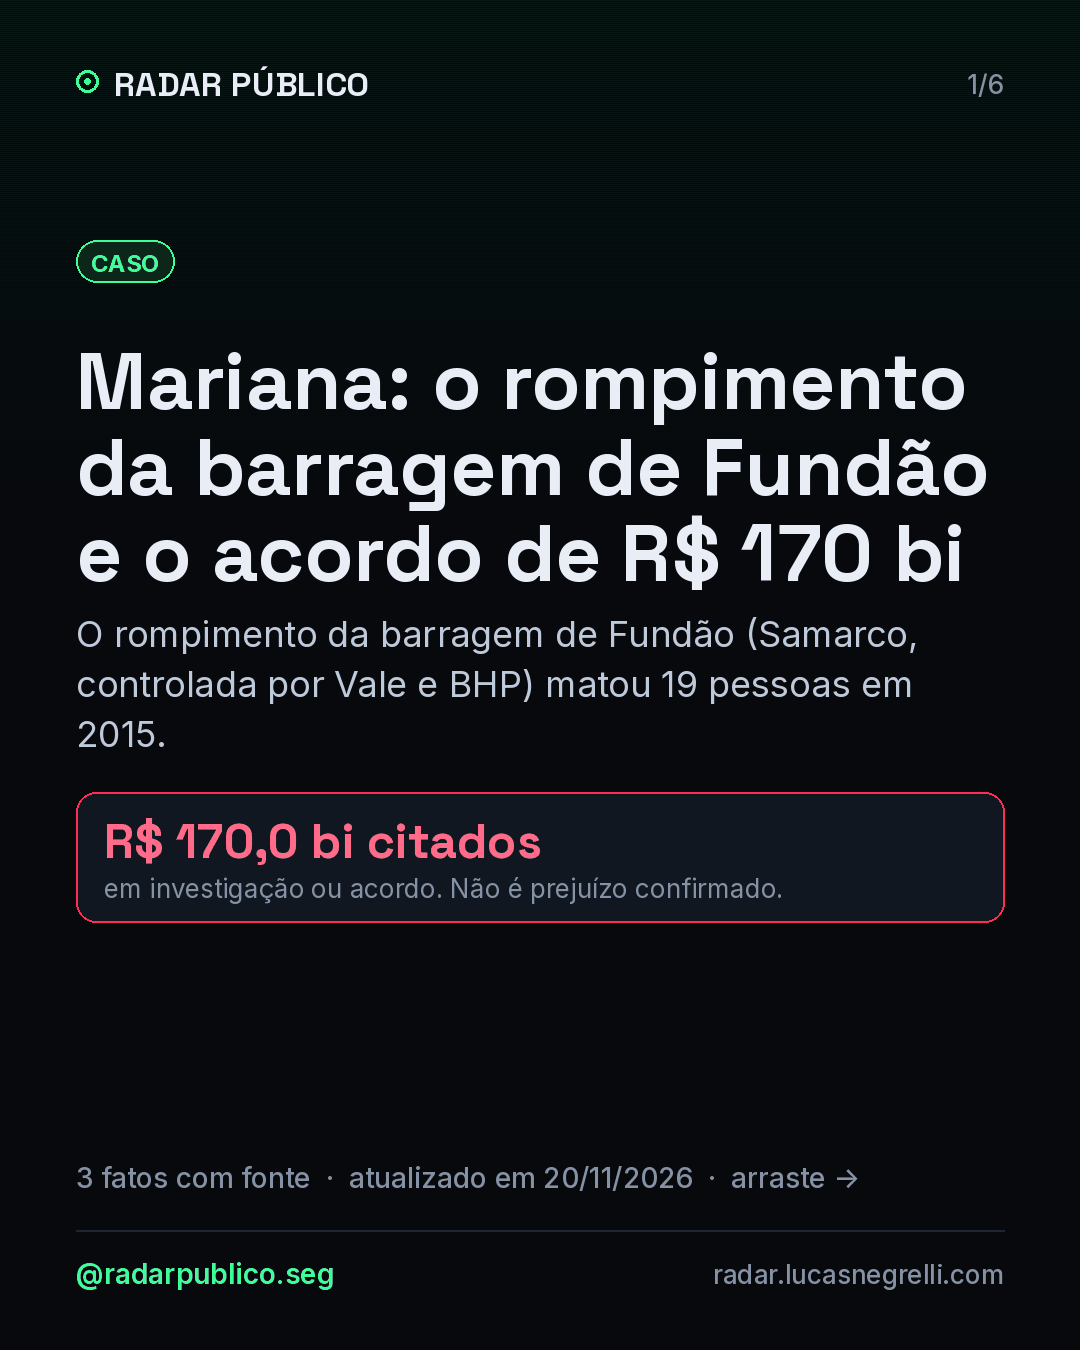 RADAR PÚBLICO
1/6
CASO
Mariana: o rompimento
da barragem de Fundão
e o acordo de R$ 170 bi
O rompimento da barragem de Fundão (Samarco,
controlada por Vale e BHP) matou 19 pessoas em
2015.
R$ 170,0 bi citados
em investigação ou acordo. Não é prejuízo confirmado.
3 fatos com fonte · atualizado em 20/11/2026 · arraste →
@radarpublico.seg
radar.lucasnegrelli.com